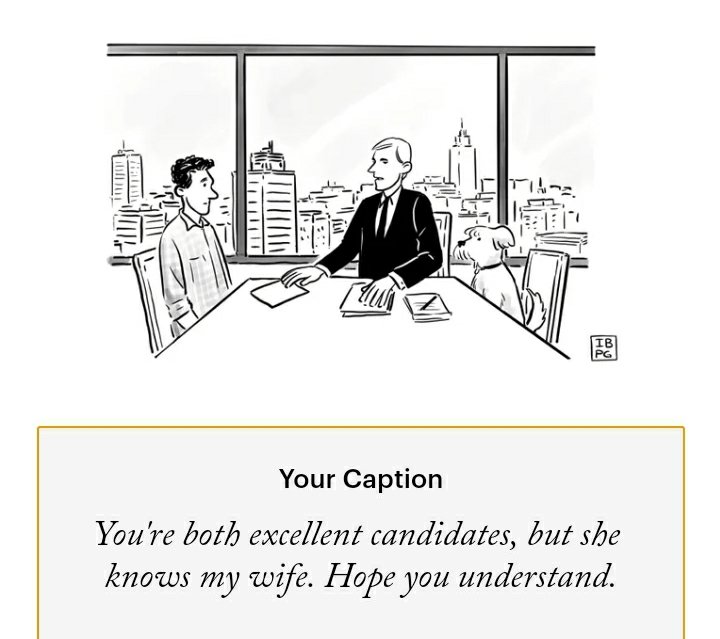 IB
PG
Your Caption
You're both excellent candidates, but she
knows my wife. Hope you understand.